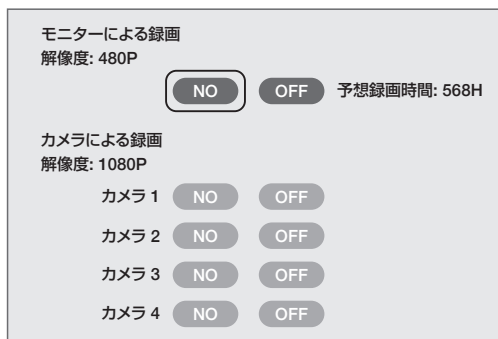 モニターによる録画
解像度: 480P
NO OFF 予想録画時間: 568H
カメラによる録画
解像度: 1080P
カメラ 1 NO OFF
カメラ 2 NO OFF
カメラ 3 NO OFF
カメラ 4 NO OFF